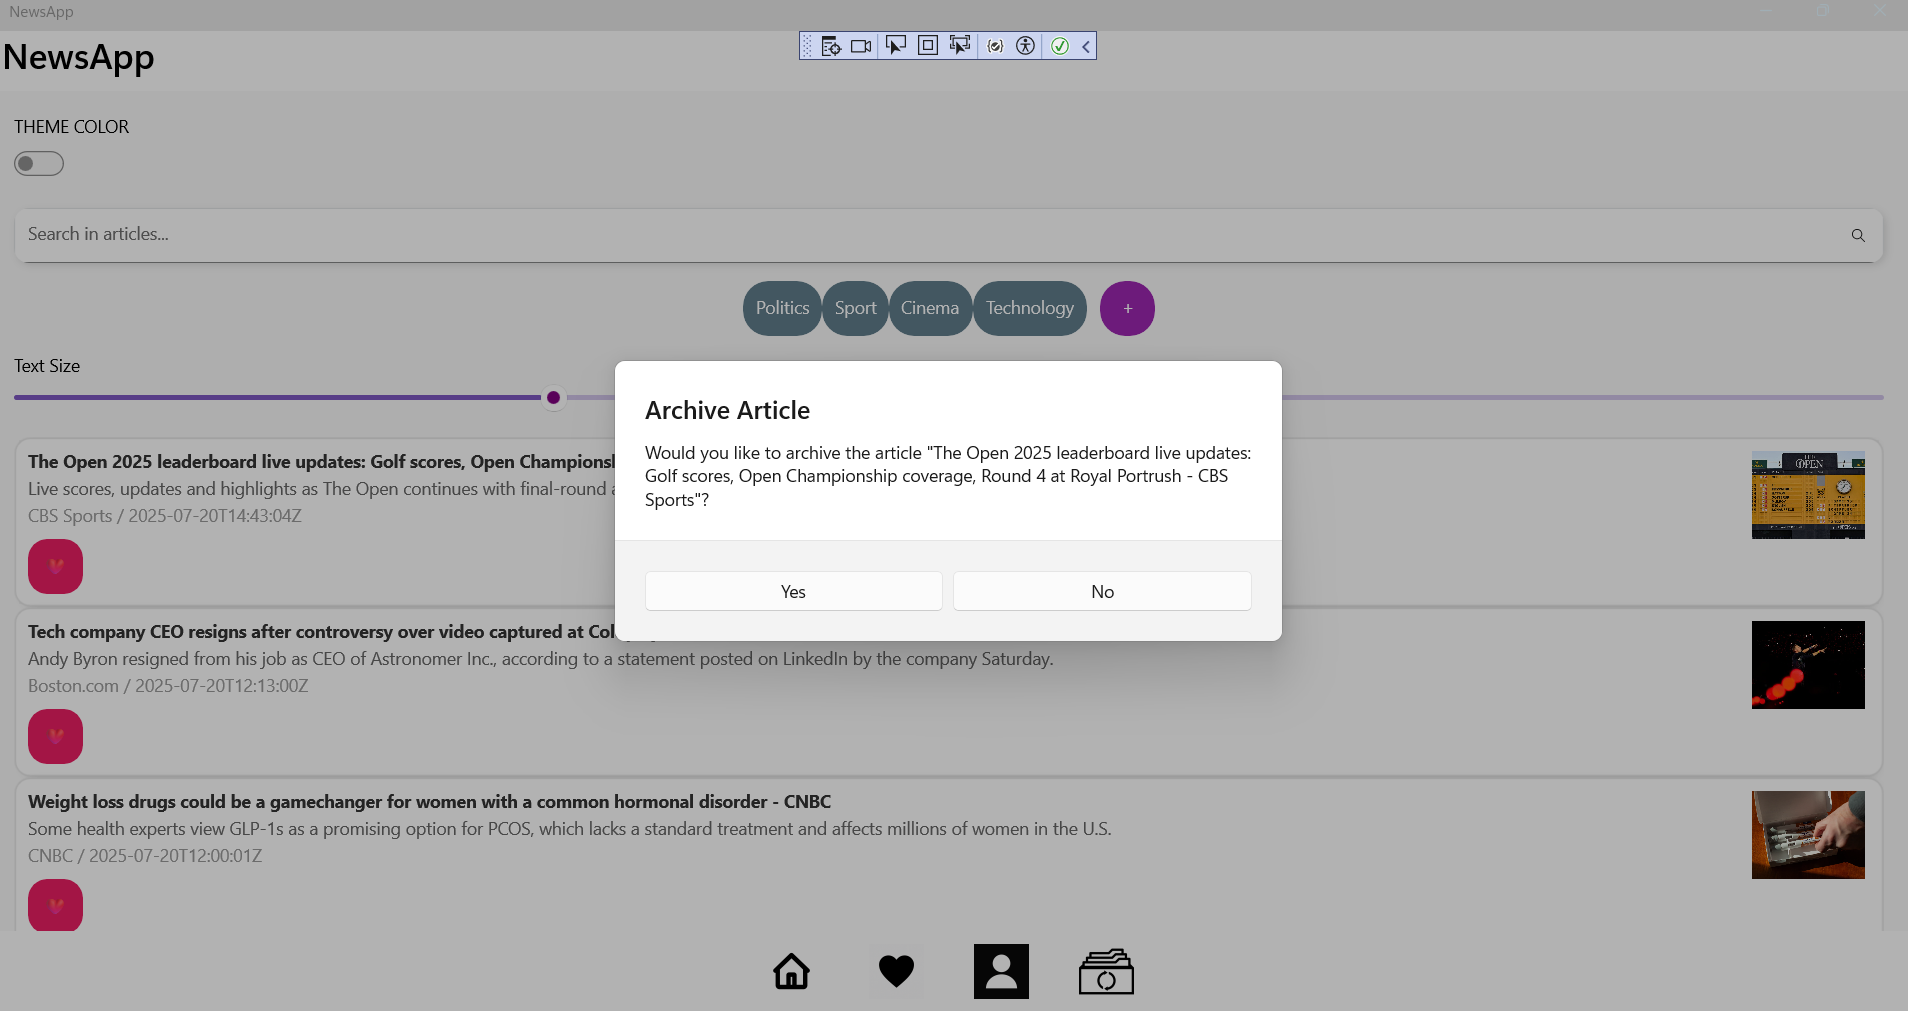 NewsApp
NewsApp
THEME COLOR
Search in articles...
Politics
Sport
Cinema
Technology
+
Text Size
Archive Article
Would you like to archive the article "The Open 2025 leaderboard live updates:
Golf scores, Open Championship coverage, Round 4 at Royal Portrush - CBS
Sports"?
Yes
No
The Open 2025 leaderboard live updates: Golf scores, Open Champions
Live scores, updates and highlights as The Open continues with final-round
CBS Sports / 2025-07-20T14:43:04Z
OPEN
Tech company CEO resigns after controversy over video captured at Col
Andy Byron resigned from his job as CEO of Astronomer Inc., according to a statement posted on LinkedIn by the company Saturday.
Boston.com / 2025-07-20T12:13:00Z
Weight loss drugs could be a gamechanger for women with a common hormonal disorder - CNBC
Some health experts view GLP-1s as a promising option for PCOS, which lacks a standard treatment and affects millions of women in the U.S.
CNBC / 2025-07-20T12:00:01Z